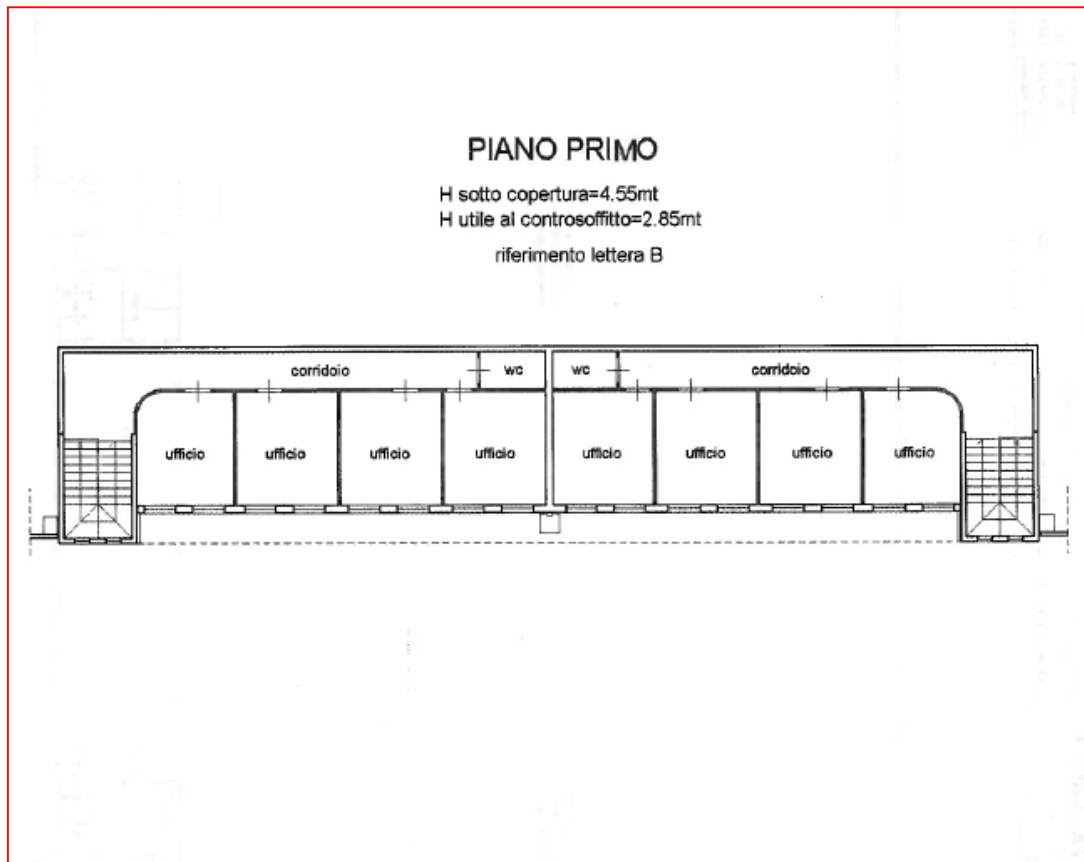 PIANO PRIMO
H sotto copertura=4.55mt
H utile al controsoffitto=2.85mt
riferimento lettera B
corridoio wc wc corridoio
ufficio ufficio ufficio ufficio ufficio ufficio ufficio ufficio